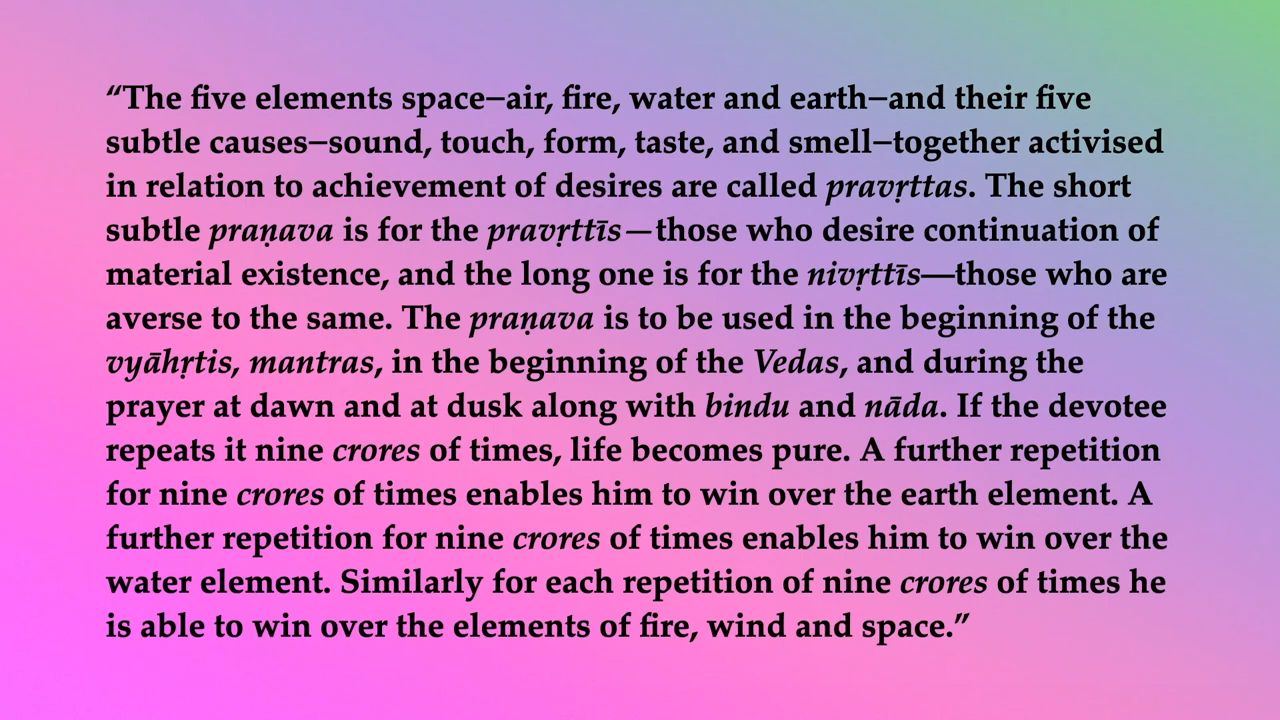 “The five elements space–air, fire, water and earth–and their five
subtle causes–sound, touch, form, taste, and smell–together activised
in relation to achievement of desires are called pravṛttas. The short
subtle praṇava is for the pravṛttīs—those who desire continuation of
material existence, and the long one is for the nivṛttīs—those who are
averse to the same. The praṇava is to be used in the beginning of the
vyāhṛtis, mantras, in the beginning of the Vedas, and during the
prayer at dawn and at dusk along with bindu and nāda. If the devotee
repeats it nine crores of times, life becomes pure. A further repetition
for nine crores of times enables him to win over the earth element. A
further repetition for nine crores of times enables him to win over the
water element. Similarly for each repetition of nine crores of times he
is able to win over the elements of fire, wind and space.”